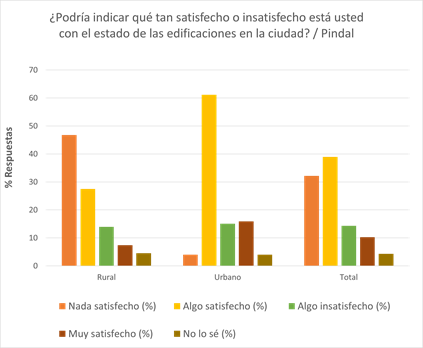 ¿Podría indicar qué tan satisfecho o insatisfecho está usted
con el estado de las edificaciones en la ciudad? / Pindal
70
60
50
40
30
20
10
0
% Respuestas
Rural Urbano Total
Nada satisfecho (%) Algo satisfecho (%) Algo insatisfecho (%)
Muy satisfecho (%) No lo sé (%)